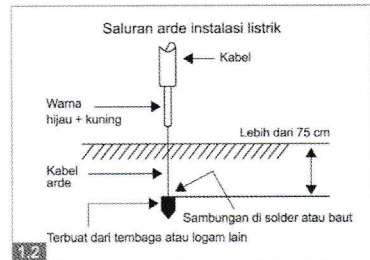 Saluran arde instalasi listrik
Kabel
Warna
hijau + kuning
Lebih dari 75 cm
Kabel
arde
Sambungan di solder atau baut
Terbuat dari tembaga atau logam lain
1.2